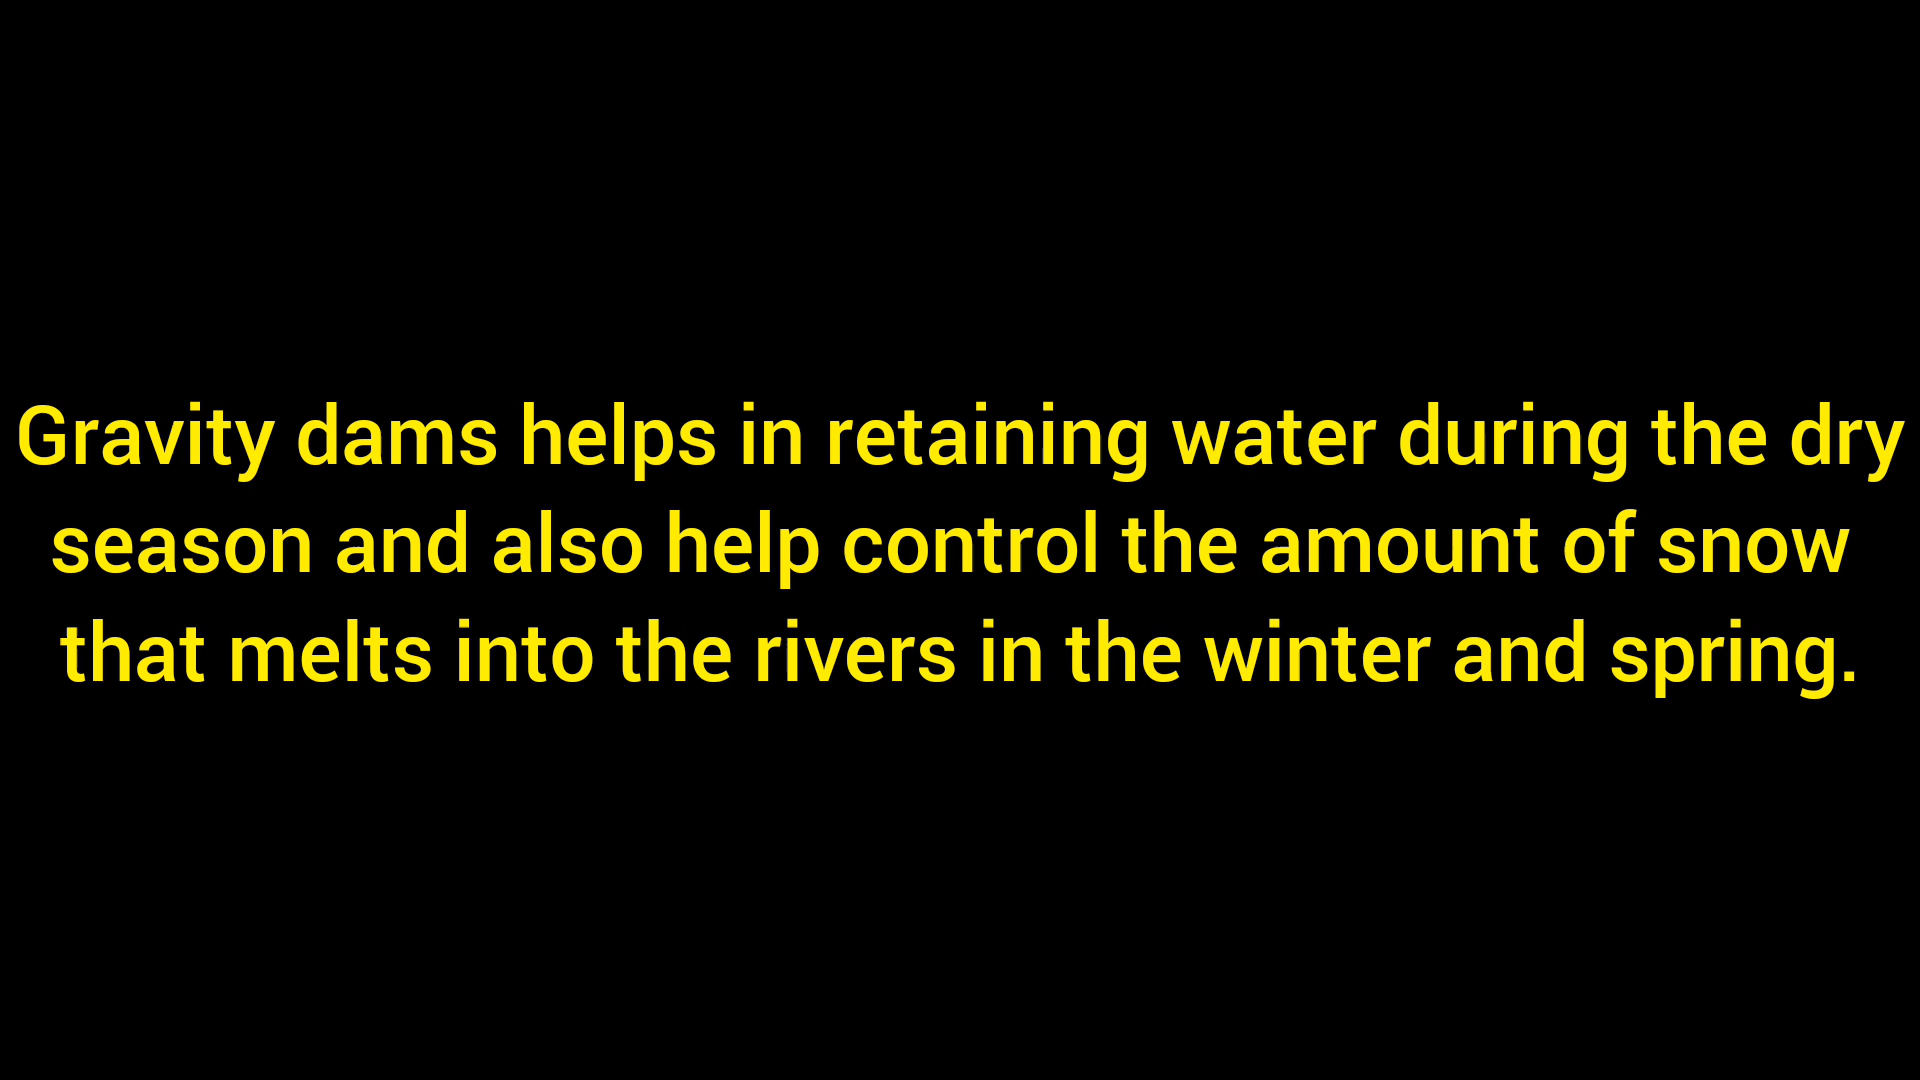 Gravity dams helps in retaining water during the dry
season and also help control the amount of snow
that melts into the rivers in the winter and spring.